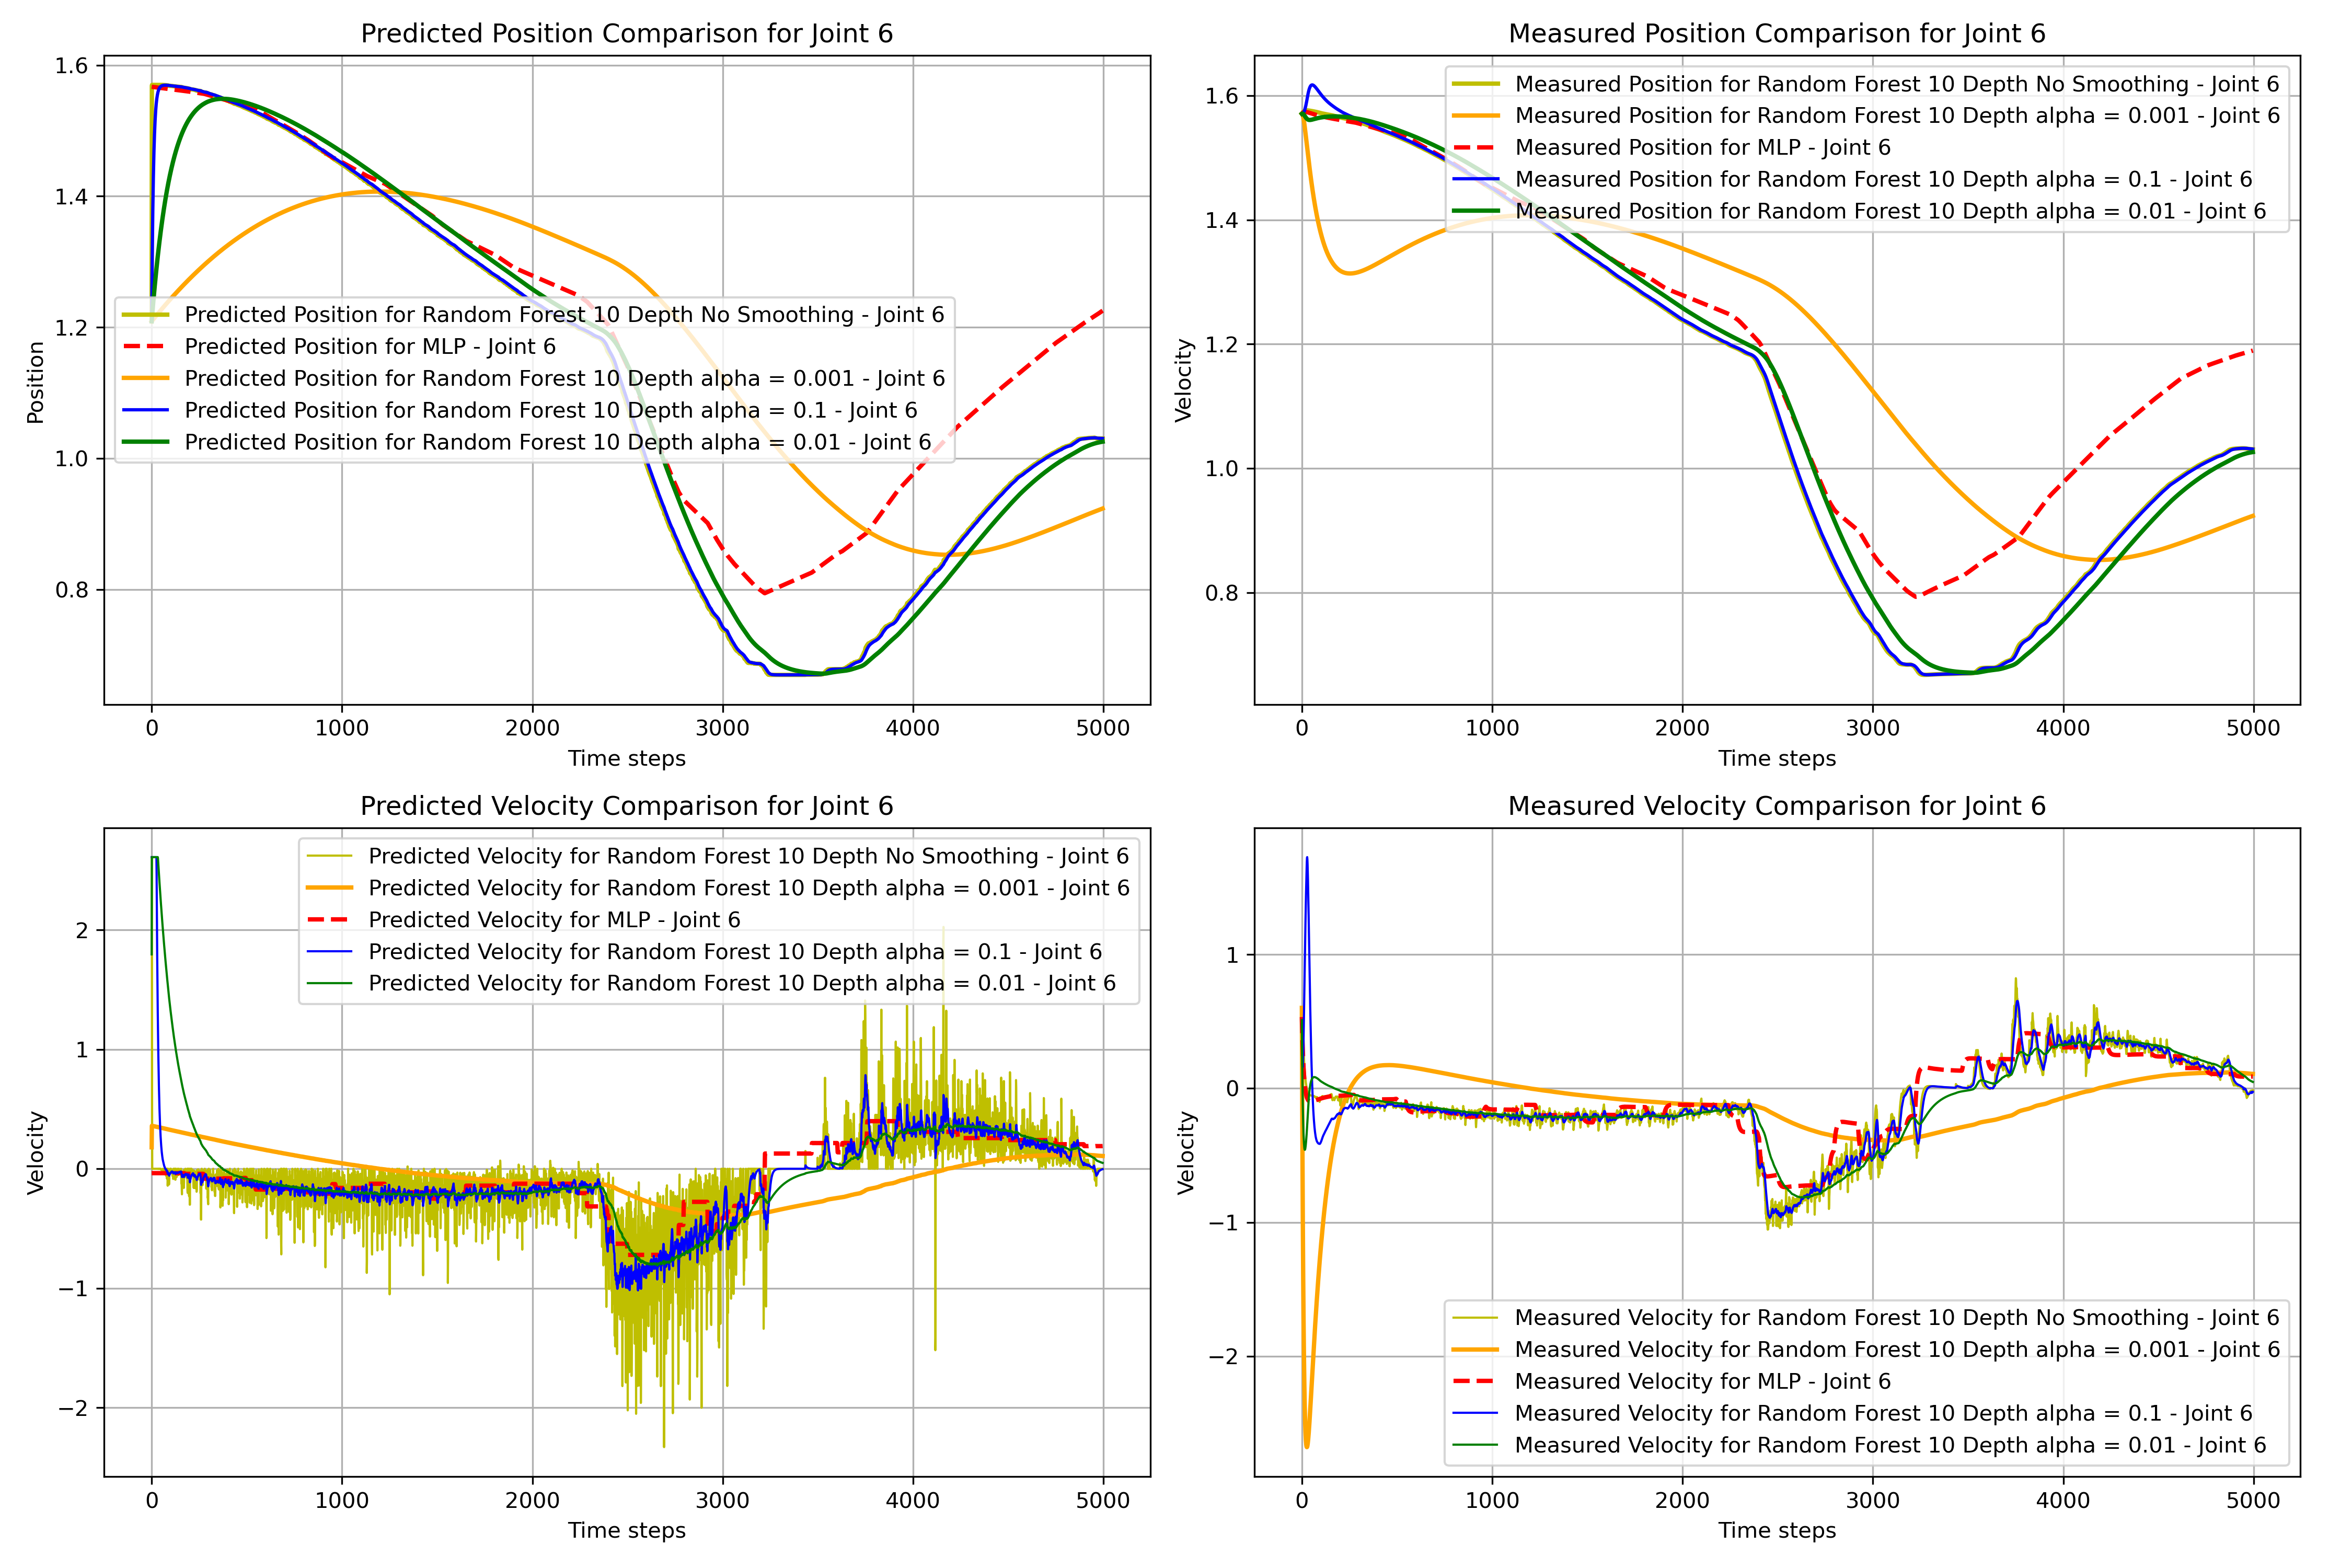 Predicted Position Comparison for Joint 6
Position
1.6
1.4
1.2
1.0
0.8
Predicted Position for Random Forest 10 Depth No Smoothing - Joint 6
Predicted Position for MLP - Joint 6
Predicted Position for Random Forest 10 Depth alpha = 0.001 - Joint 6
Predicted Position for Random Forest 10 Depth alpha = 0.1 - Joint 6
Predicted Position for Random Forest 10 Depth alpha = 0.01 - Joint 6
0 1000 2000 3000 4000 5000
Time steps
Measured Position Comparison for Joint 6
Velocity
1.6
1.4
1.2
1.0
0.8
Measured Position for Random Forest 10 Depth No Smoothing - Joint 6
Measured Position for Random Forest 10 Depth alpha = 0.001 - Joint 6
Measured Position for MLP - Joint 6
Measured Position for Random Forest 10 Depth alpha = 0.1 - Joint 6
Measured Position for Random Forest 10 Depth alpha = 0.01 - Joint 6
0 1000 2000 3000 4000 5000
Time steps
Predicted Velocity Comparison for Joint 6
Velocity
2
1
0
−1
−2
Predicted Velocity for Random Forest 10 Depth No Smoothing - Joint 6
Predicted Velocity for Random Forest 10 Depth alpha = 0.001 - Joint 6
Predicted Velocity for MLP - Joint 6
Predicted Velocity for Random Forest 10 Depth alpha = 0.1 - Joint 6
Predicted Velocity for Random Forest 10 Depth alpha = 0.01 - Joint 6
0 1000 2000 3000 4000 5000
Time steps
Measured Velocity Comparison for Joint 6
Velocity
1
0
−1
−2
Measured Velocity for Random Forest 10 Depth No Smoothing - Joint 6
Measured Velocity for Random Forest 10 Depth alpha = 0.001 - Joint 6
Measured Velocity for MLP - Joint 6
Measured Velocity for Random Forest 10 Depth alpha = 0.1 - Joint 6
Measured Velocity for Random Forest 10 Depth alpha = 0.01 - Joint 6
0 1000 2000 3000 4000 5000
Time steps